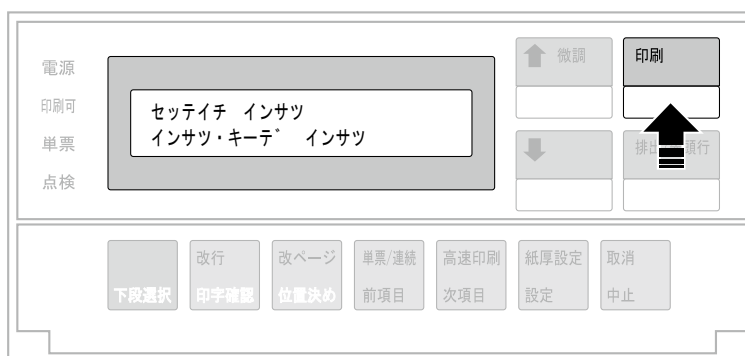 電源
印刷可
単票
点検
セッテイチ インサツ
インサツ・キーデ インサツ
微調
印刷
排出 頭行
改行
改ページ
単票/連続
高速印刷
紙厚設定
取消
下段選択
印字確認
位置決め
前項目
次項目
設定
中止